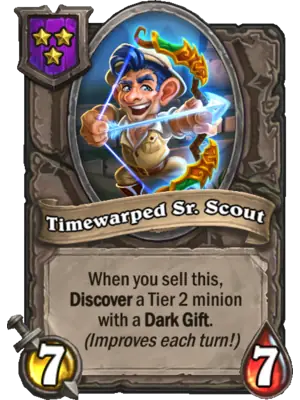 Timewarped Sr. Scout
When you sell this,
Discover a Tier 2 minion
with a Dark Gift.
(Improves each turn!)
7 7